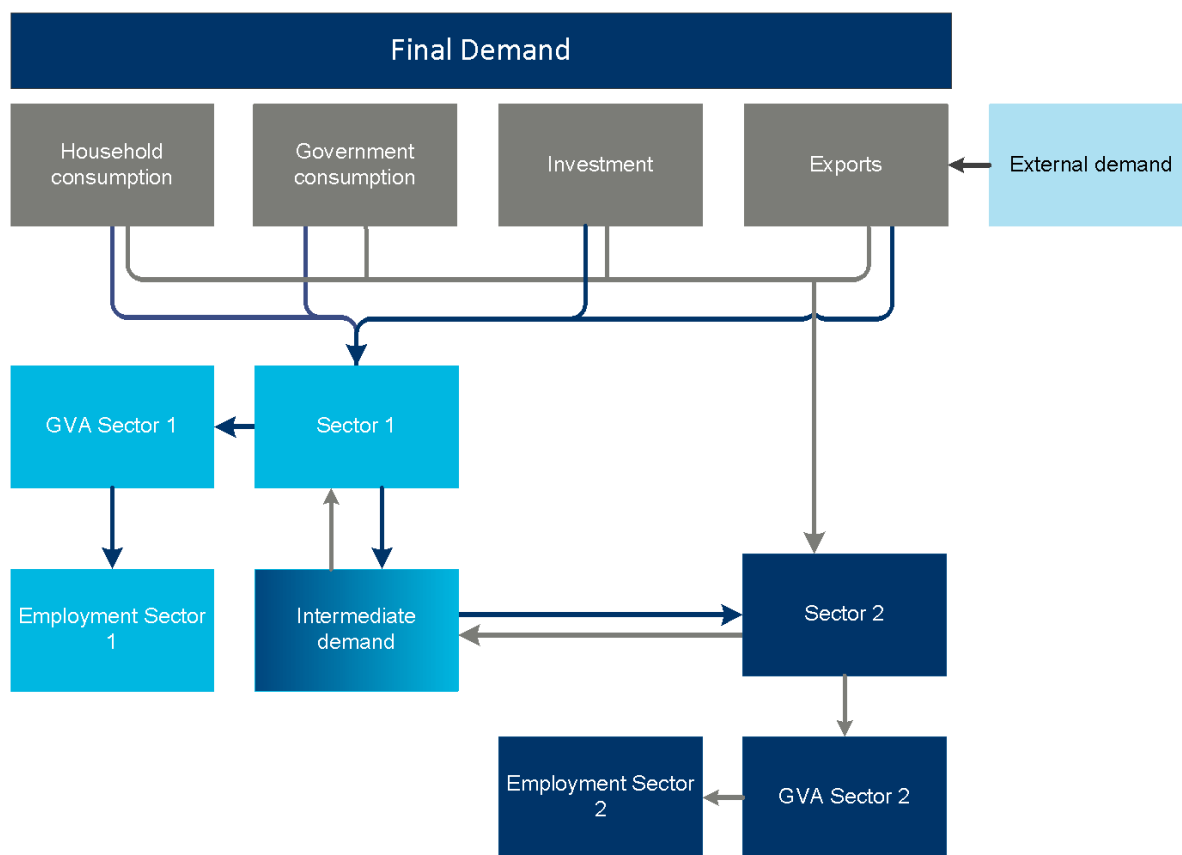 Final Demand
Household
consumption
Government
consumption
Investment
Exports
External demand
GVA Sector 1
Sector 1
Employment Sector
1
Intermediate
demand
Sector 2
Employment Sector
2
GVA Sector 2